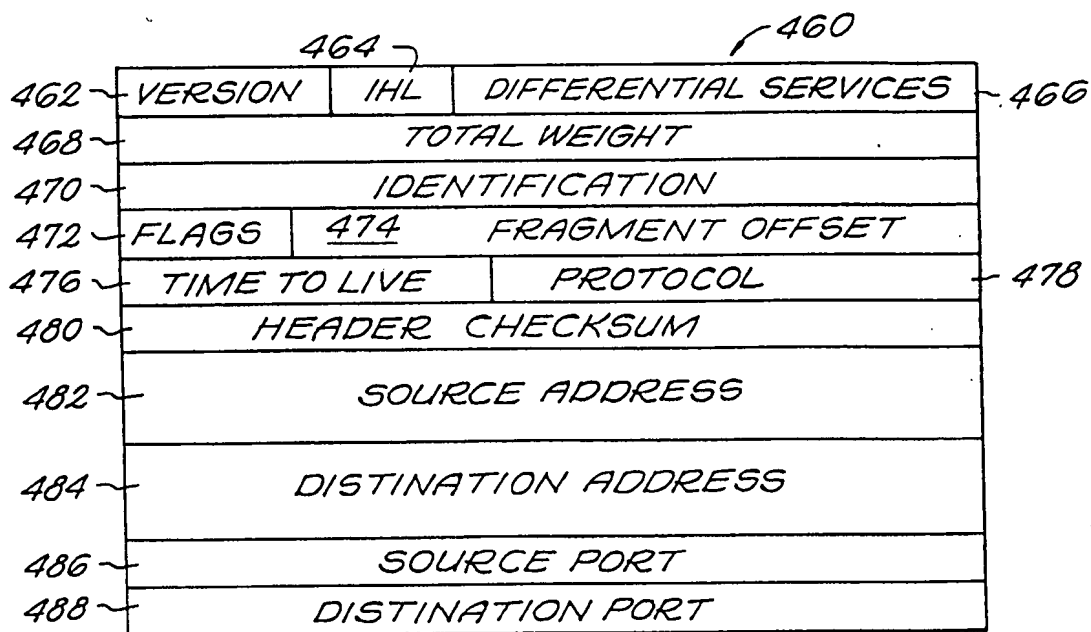 464
460
462 VERSION IHL DIFFERENTIAL SERVICES 466
468 TOTAL WEIGHT
470 IDENTIFICATION
472 FLAGS 474 FRAGMENT OFFSET
476 TIME TO LIVE PROTOCOL 478
480 HEADER CHECKSUM
482 SOURCE ADDRESS
484 DISTINATION ADDRESS
486 SOURCE PORT
488 DISTINATION PORT